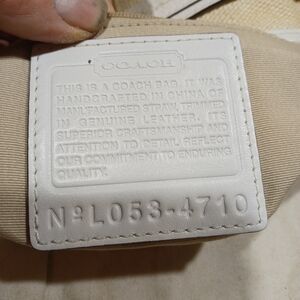 COACH
THIS IS A COACH BAG. IT WAS
HANDCRAFTED IN CHINA OF
MANUFACTURED STRAW, TRIMMED
IN GENUINE LEATHER. ITS
SUPERIOR CRAFTSMANSHIP AND
ATTENTION TO DETAIL REFLECT
OUR COMMITMENT TO ENDURING
QUALITY.
Nº L053-4710